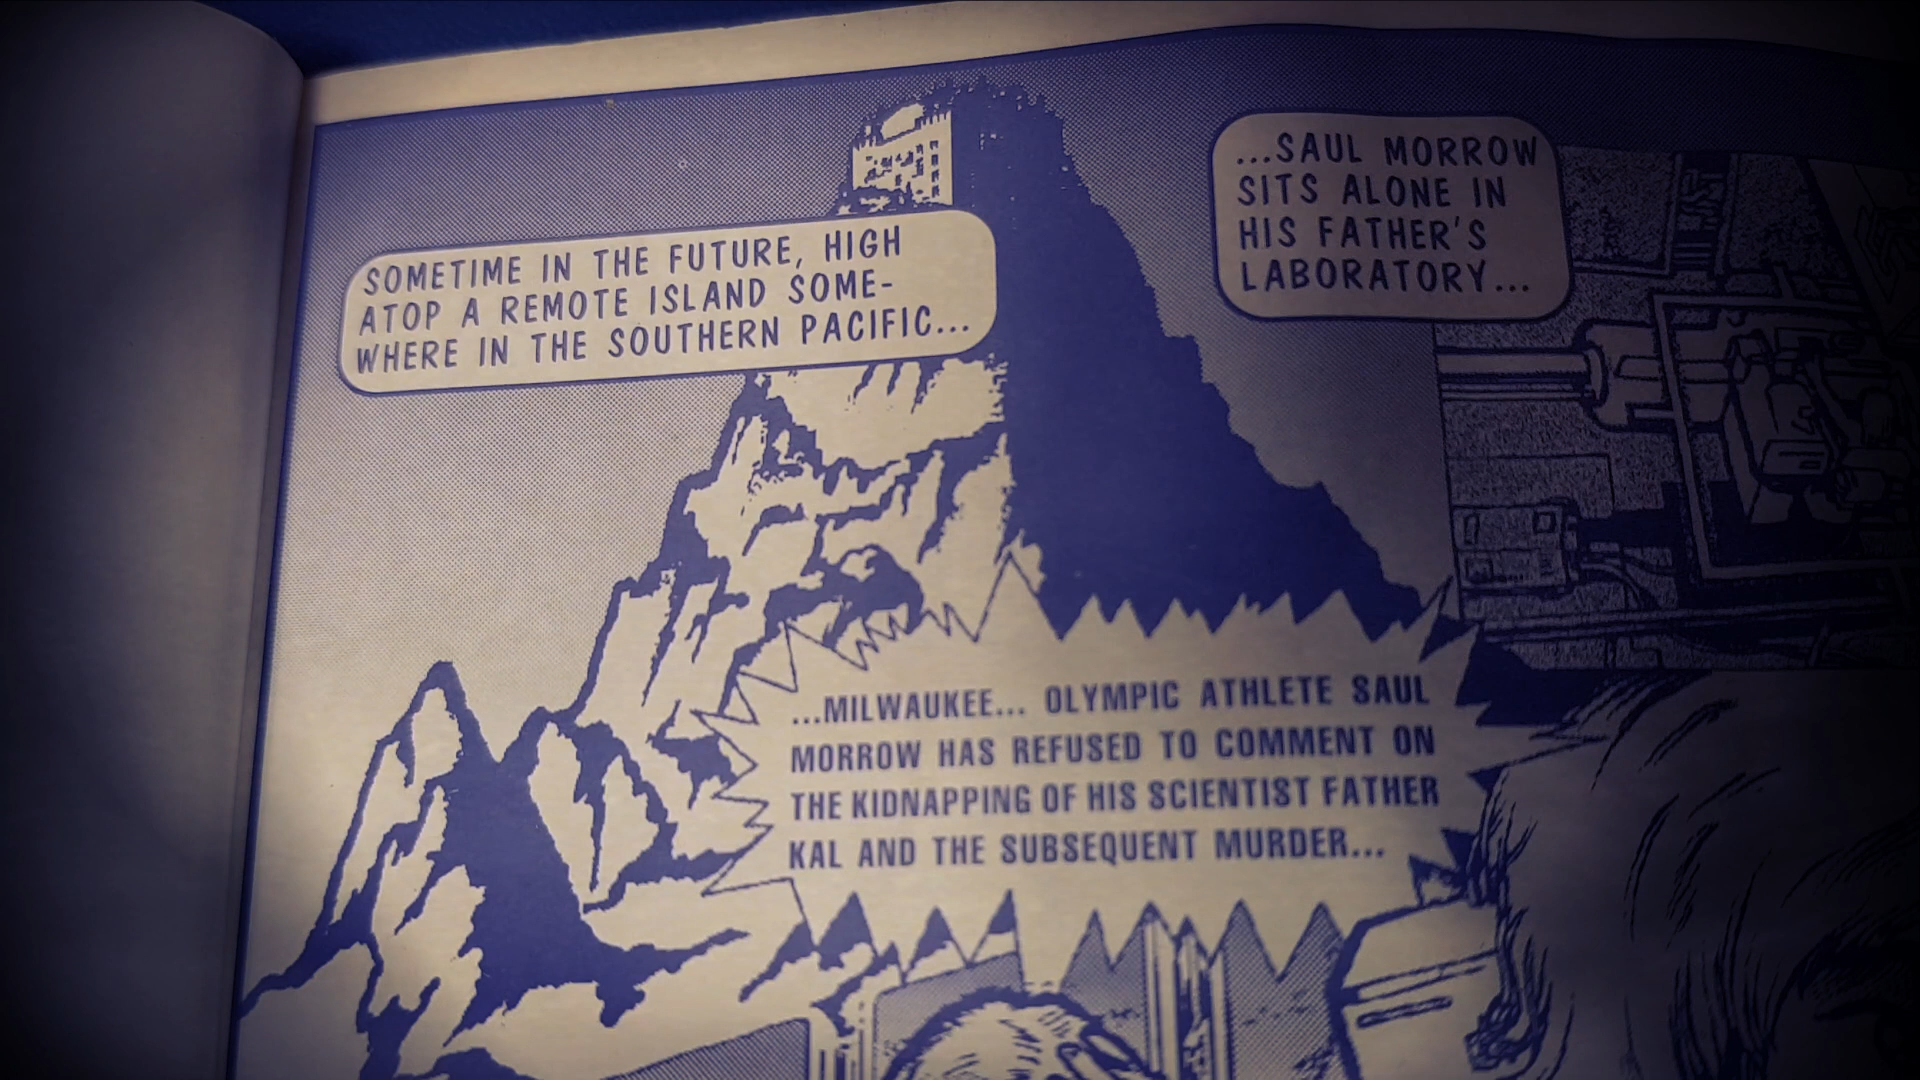 SOMETIME IN THE FUTURE, HIGH
ATOP A REMOTE ISLAND SOME-
WHERE IN THE SOUTHERN PACIFIC...
...SAUL MORROW
SITS ALONE IN
HIS FATHER'S
LABORATORY...
...MILWAUKEE... OLYMPIC ATHLETE SAUL
MORROW HAS REFUSED TO COMMENT ON
THE KIDNAPPING OF HIS SCIENTIST FATHER
KAL AND THE SUBSEQUENT MURDER...